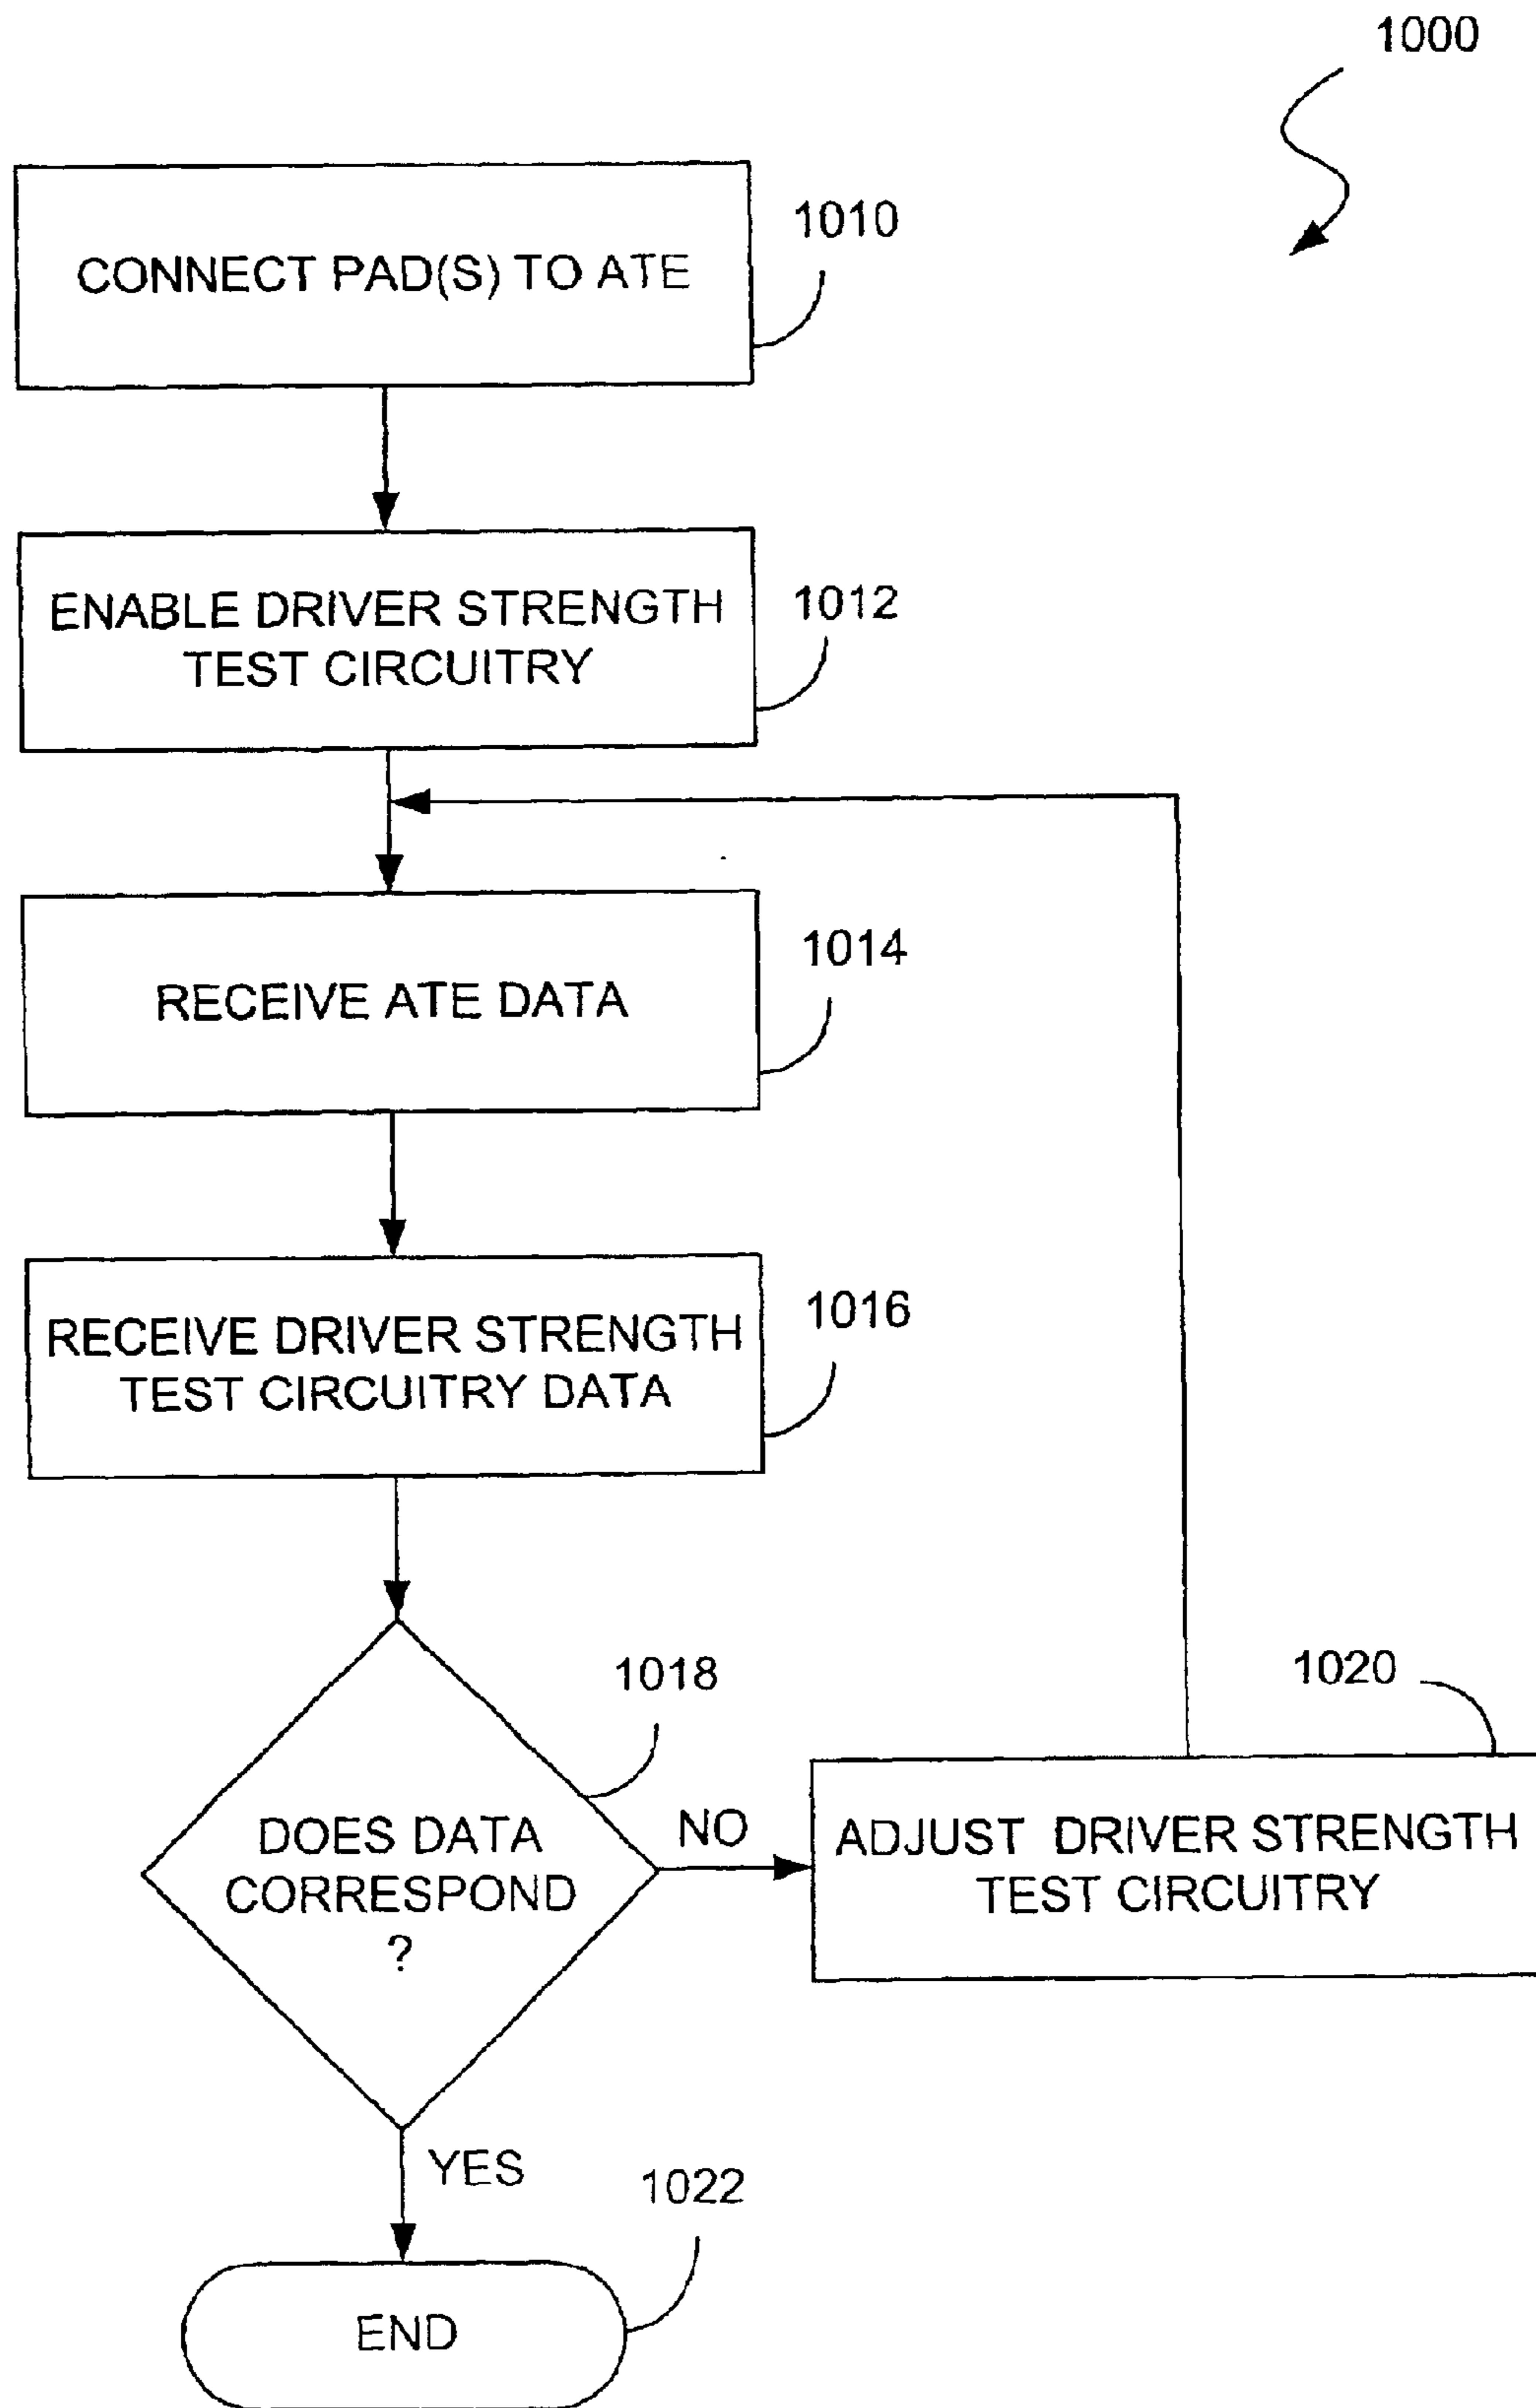 1000
1010
CONNECT PAD(S) TO ATE
1012
ENABLE DRIVER STRENGTH
TEST CIRCUITRY
1014
RECEIVE ATE DATA
1016
RECEIVE DRIVER STRENGTH
TEST CIRCUITRY DATA
1018
DOES DATA
CORRESPOND
?
NO
1020
ADJUST DRIVER STRENGTH
TEST CIRCUITRY
YES
1022
END